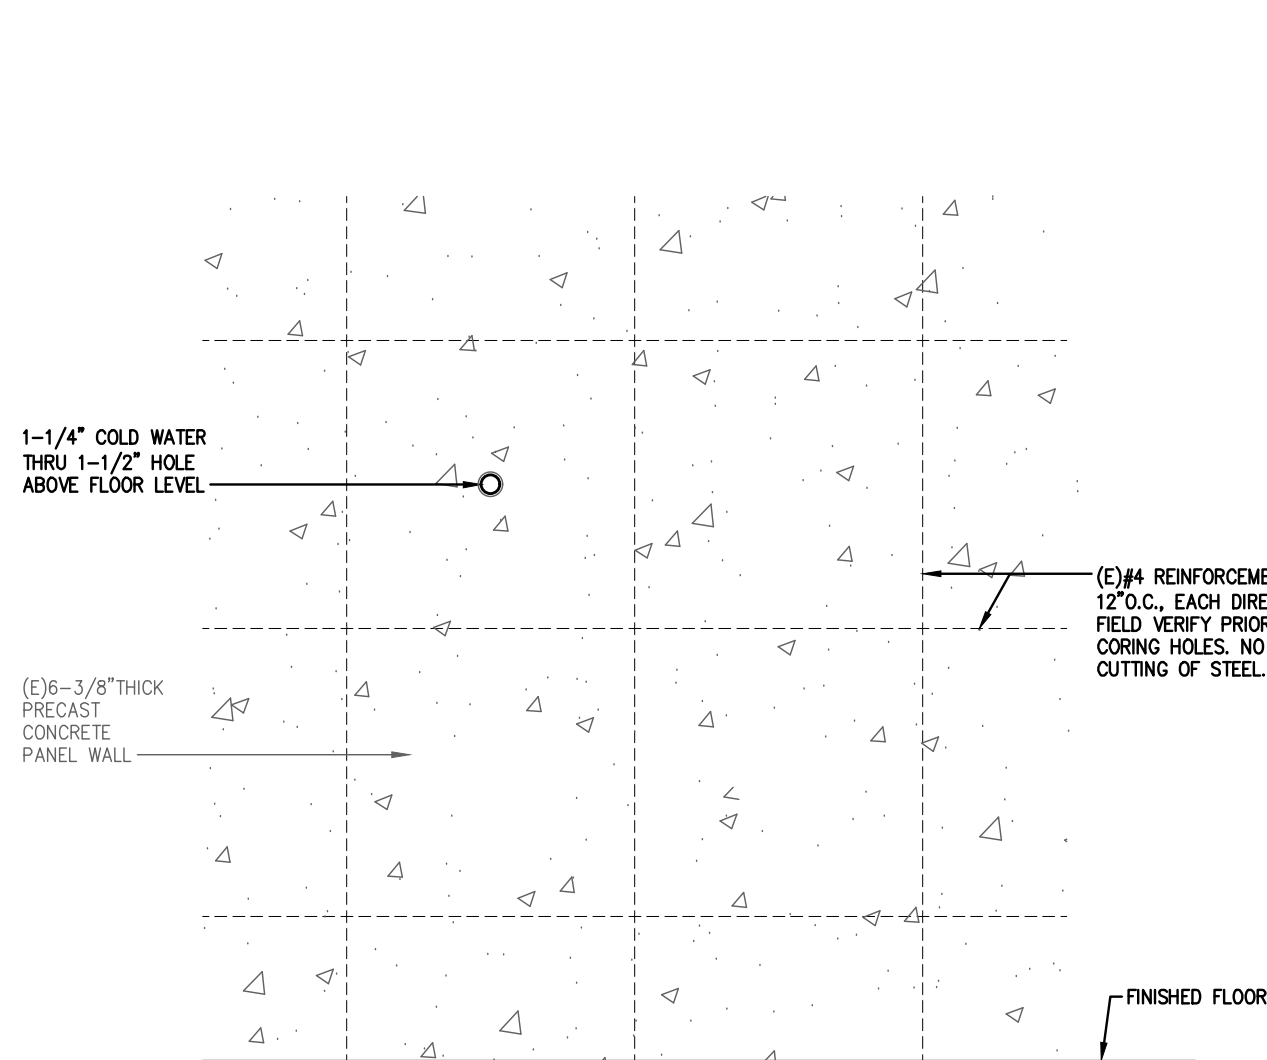 1-1/4" COLD WATER
THRU 1-1/2" HOLE
ABOVE FLOOR LEVEL
(E)#4 REINFORCEME
12"O.C., EACH DIRE
FIELD VERIFY PRIOR
CORING HOLES. NO
CUTTING OF STEEL.
(E)6-3/8"THICK
PRECAST
CONCRETE
PANEL WALL
FINISHED FLOOR